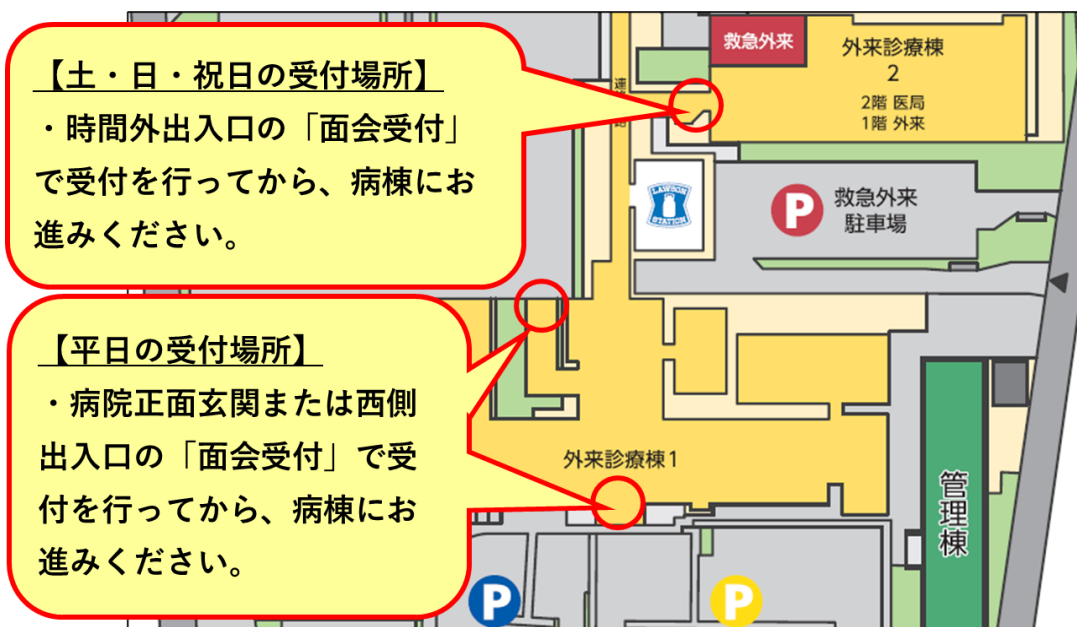 【土・日・祝日の受付場所】
・時間外出入口の「面会受付」
で受付を行ってから、病棟にお
進みください。
【平日の受付場所】
・病院正面玄関または西側
出入口の「面会受付」で受
付を行ってから、病棟にお
進みください。
救急外来
外来診療棟
2
2階 医局
1階 外来
LAWSON
STATION
P
救急外来
駐車場
外来診療棟1
管理棟
P
P